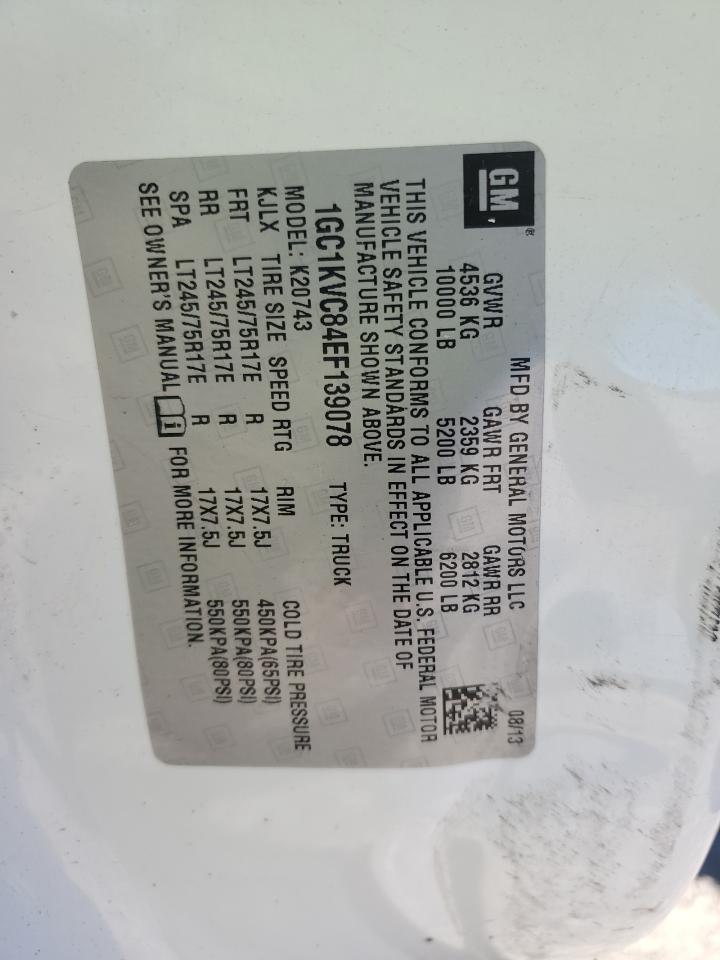 GM®
MFD BY GENERAL MOTORS LLC 08/13
GVWR GAWR FRT GAWR RR
4536 KG 2359 KG 2812 KG
10000 LB 5200 LB 6200 LB
THIS VEHICLE CONFORMS TO ALL APPLICABLE U.S. FEDERAL MOTOR
VEHICLE SAFETY STANDARDS IN EFFECT ON THE DATE OF
MANUFACTURE SHOWN ABOVE.
1GC1KVC84EF139078 TYPE: TRUCK
MODEL: K20743
KJLX TIRE SIZE SPEED RTG RIM COLD TIRE PRESSURE
FRT LT245/75R17E R 17X7.5J 450KPA(65PSI)
RR LT245/75R17E R 17X7.5J 550KPA(80PSI)
SPA LT245/75R17E R 17X7.5J 550KPA(80PSI)
SEE OWNER'S MANUAL i FOR MORE INFORMATION.